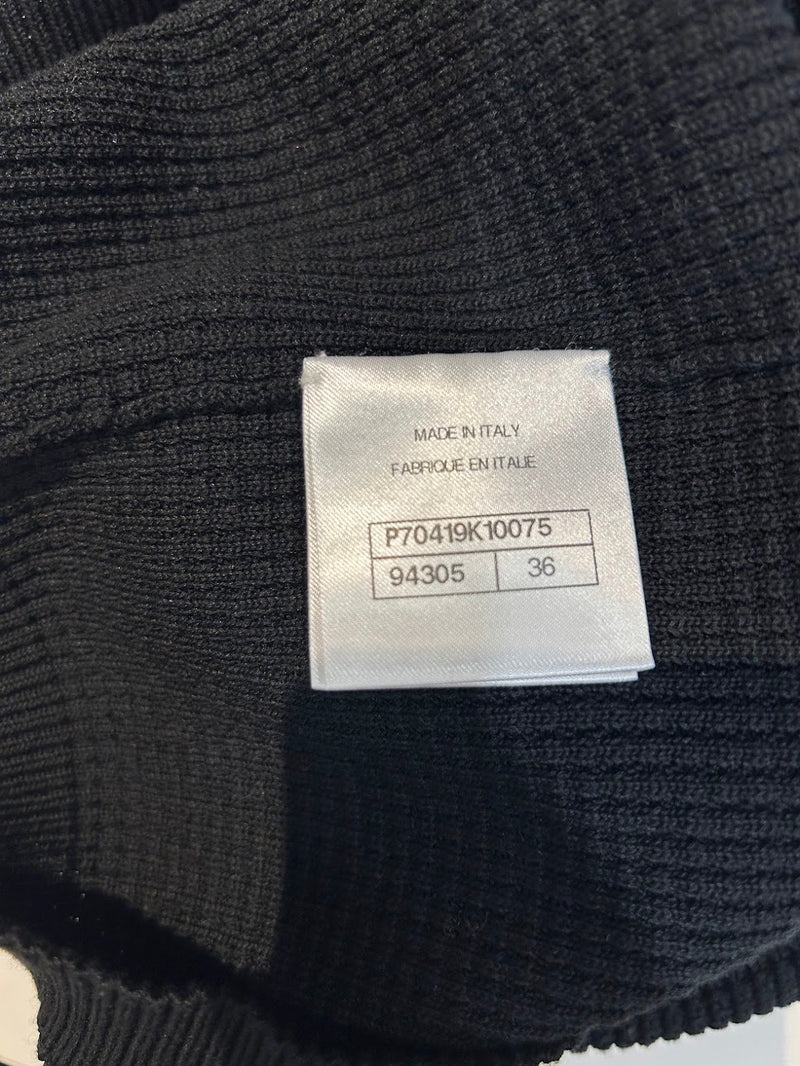 MADE IN ITALY
FABRIQUE EN ITALIE
P70419K10075
94305 36